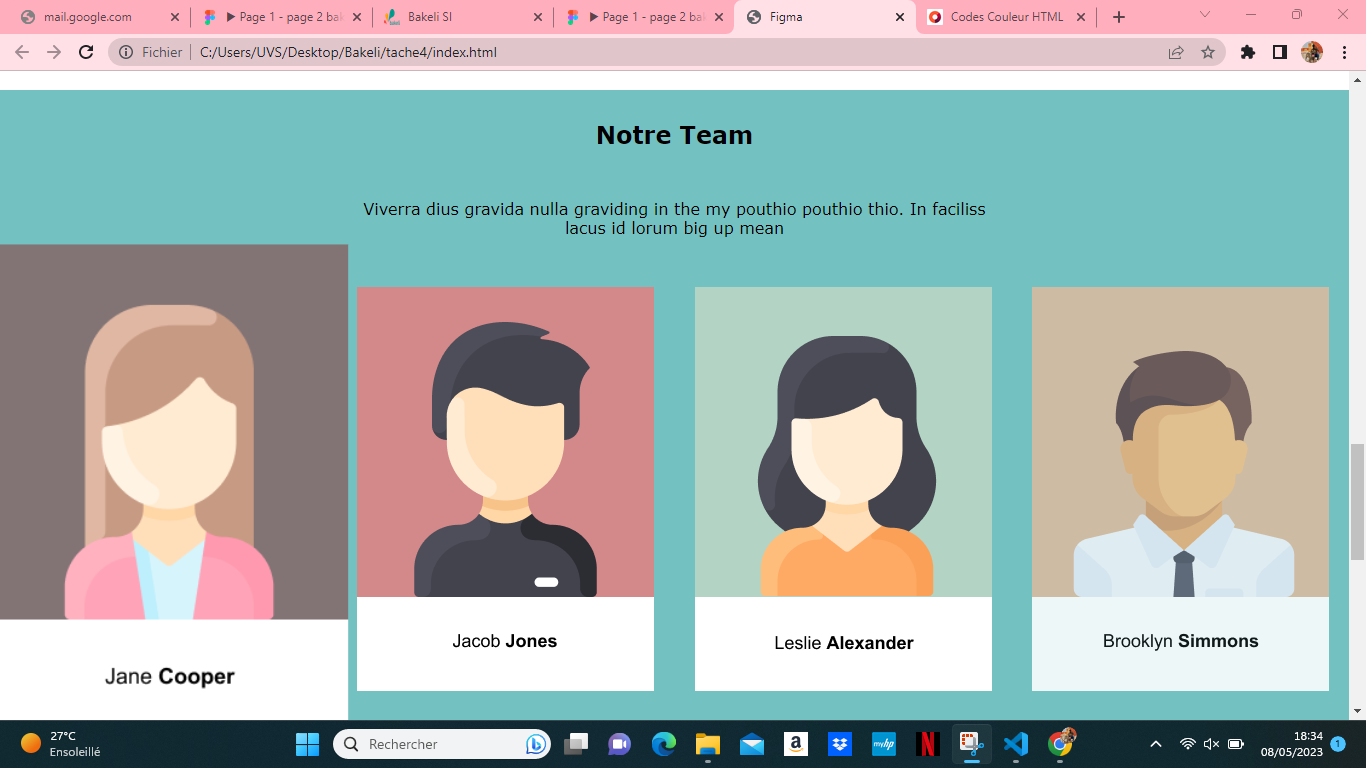 mail.google.com
Page 1 - page 2 bak
Bakeli SI
Page 1 - page 2 bak
Figma
Codes Couleur HTML
Fichier
C:/Users/UVS/Desktop/Bakeli/tache4/index.html
Notre Team
Viverra dius gravida nulla graviding in the my pouthio pouthio thio. In faciliss
lacus id lorum big up mean
Jane Cooper
Jacob Jones
Leslie Alexander
Brooklyn Simmons
27°C
Ensoleillé
Rechercher
a
myhp
N
18:34
08/05/2023
1